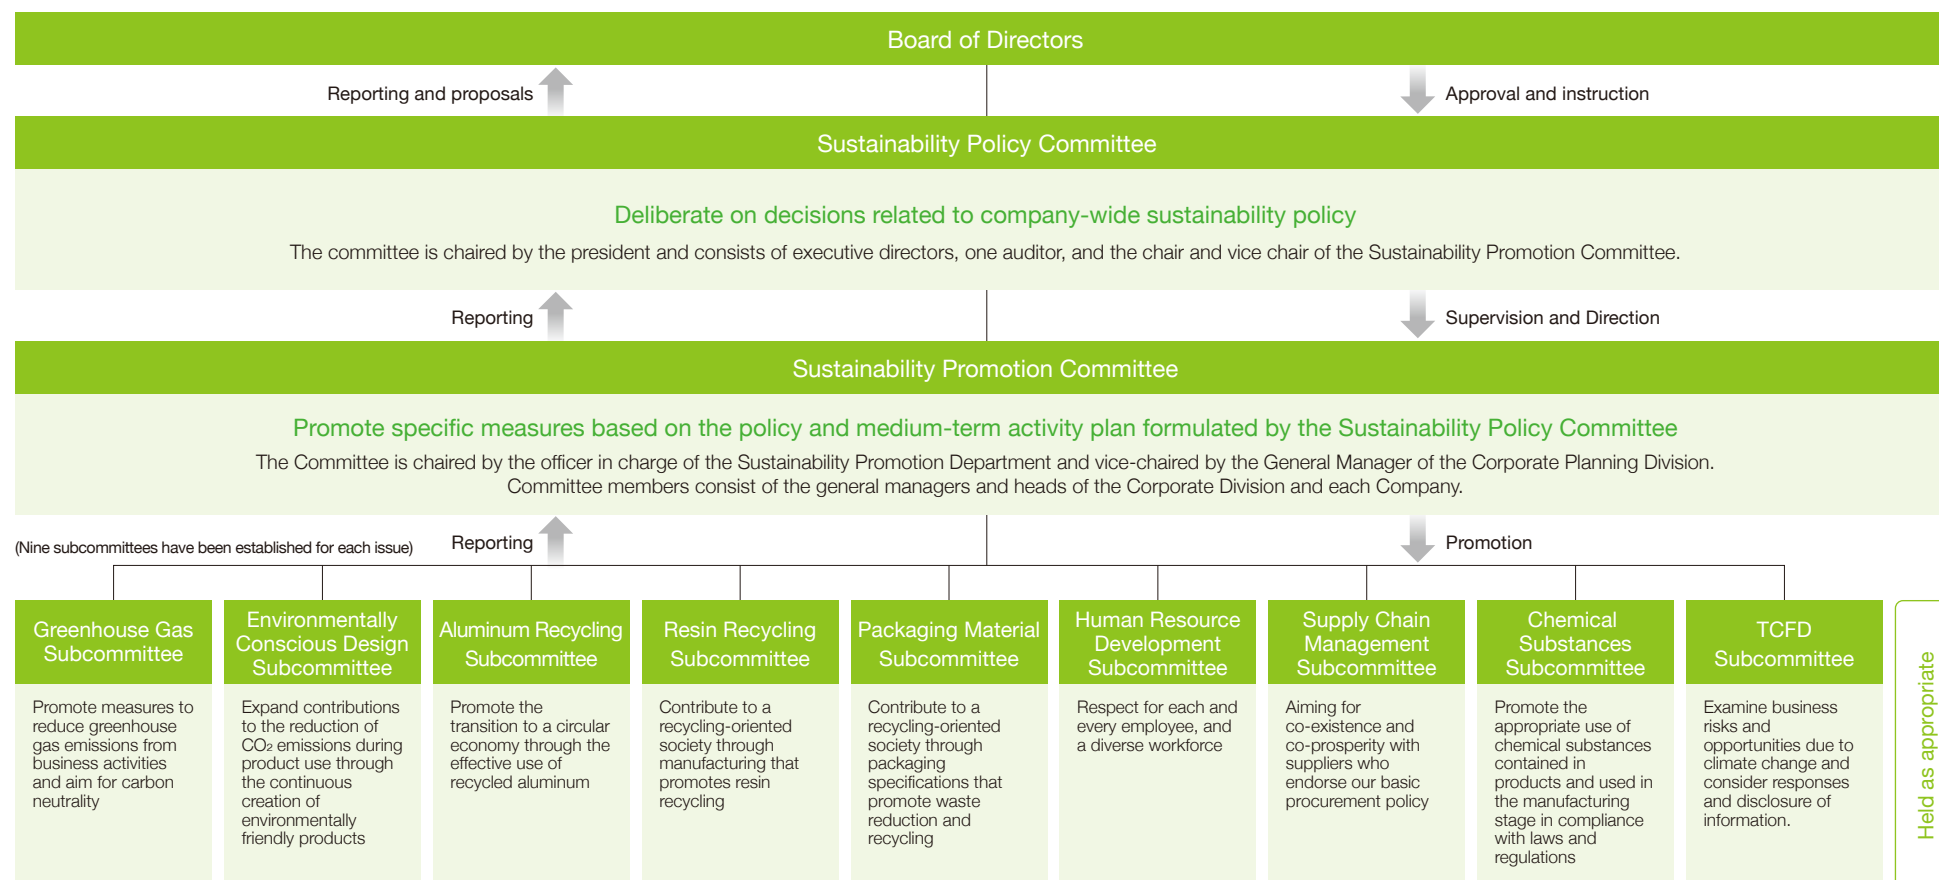 Board of Directors
Reporting and proposals
Approval and instruction
Sustainability Policy Committee
Deliberate on decisions related to company-wide sustainability policy
The committee is chaired by the president and consists of executive directors, one auditor, and the chair and vice chair of the Sustainability Promotion Committee.
Reporting
Supervision and Direction
Sustainability Promotion Committee
Promote specific measures based on the policy and medium-term activity plan formulated by the Sustainability Policy Committee
The Committee is chaired by the officer in charge of the Sustainability Promotion Department and vice-chaired by the General Manager of the Corporate Planning Division.
Committee members consist of the general managers and heads of the Corporate Division and each Company.
(Nine subcommittees have been established for each issue)
Reporting
Promotion
Greenhouse Gas
Subcommittee
Promote measures to
reduce greenhouse
gas emissions from
business activities
and aim for carbon
neutrality
Environmentally
Conscious Design
Subcommittee
Expand contributions
to the reduction of
CO₂ emissions during
product use through
the continuous
creation of
environmentally
friendly products
Aluminum Recycling
Subcommittee
Promote the
transition to a circular
economy through the
effective use of
recycled aluminum
Resin Recycling
Subcommittee
Contribute to a
recycling-oriented
society through
manufacturing that
promotes resin
recycling
Packaging Material
Subcommittee
Contribute to a
recycling-oriented
society through
packaging
specifications that
promote waste
reduction and
recycling
Human Resource
Development
Subcommittee
Respect for each and
every employee, and
a diverse workforce
Supply Chain
Management
Subcommittee
Aiming for
co-existence and
co-prosperity with
suppliers who
endorse our basic
procurement policy
Chemical
Substances
Subcommittee
Promote the
appropriate use of
chemical substances
contained in
products and used in
the manufacturing
stage in compliance
with laws and
regulations
TCFD
Subcommittee
Examine business
risks and
opportunities due to
climate change and
consider responses
and disclosure of
information.
Held as appropriate